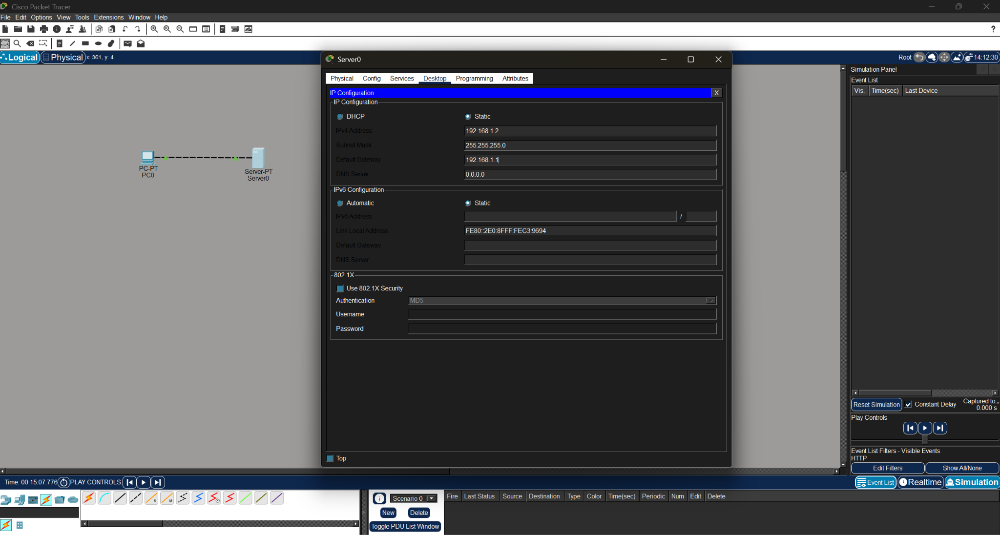 Cisco Packet Tracer
File Edit Options View Tools Extensions Window Help
?
Logical Physical x: 361, y: 4
Root 14:12:30
PC-PT
PC0
Server-PT
Server0
Server0
Physical Config Services Desktop Programming Attributes
IP Configuration X
IP Configuration
DHCP Static
IPv4 Address 192.168.1.2
Subnet Mask 255.255.255.0
Default Gateway 192.168.1.1
DNS Server 0.0.0.0
IPv6 Configuration
Automatic Static
IPv6 Address /
Link Local Address FE80::2E0:8FFF:FEC3:9694
Default Gateway
DNS Server
802.1X
Use 802.1X Security
Authentication MD5
Username
Password
Top
Simulation Panel
Event List
Vis. Time(sec) Last Device
Reset Simulation Constant Delay Captured to:
0.000 s
Play Controls
Event List Filters - Visible Events
HTTP
Edit Filters Show All/None
Time: 00:15:07.776 PLAY CONTROLS:
Event List Realtime Simulation
S M
Scenario 0
New Delete
Toggle PDU List Window
Fire Last Status Source Destination Type Color Time(sec) Periodic Num Edit Delete